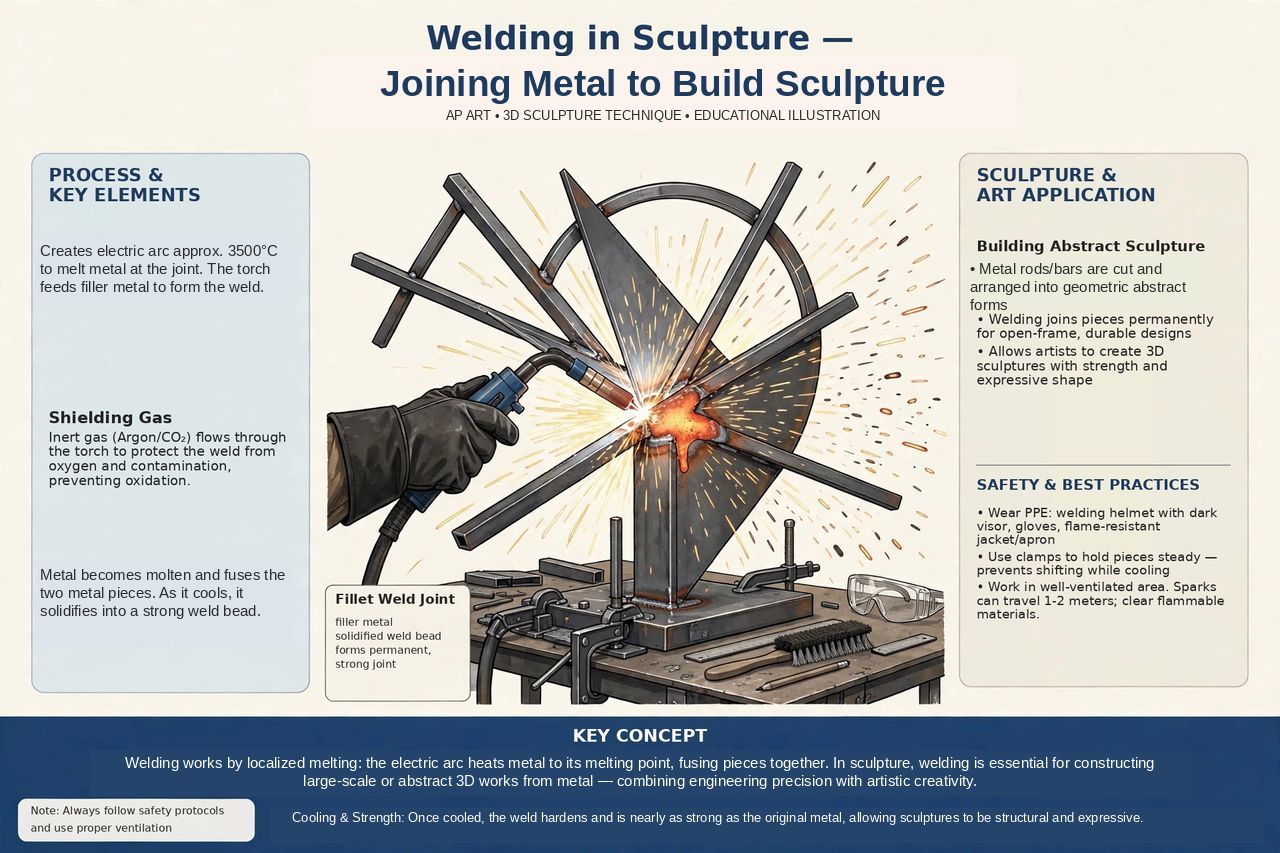 Welding in Sculpture —
Joining Metal to Build Sculpture
AP ART • 3D SCULPTURE TECHNIQUE • EDUCATIONAL ILLUSTRATION
PROCESS &
KEY ELEMENTS
Creates electric arc approx. 3500°C
to melt metal at the joint. The torch
feeds filler metal to form the weld.
Shielding Gas
Inert gas (Argon/CO₂) flows through
the torch to protect the weld from
oxygen and contamination,
preventing oxidation.
Metal becomes molten and fuses the
two metal pieces. As it cools, it
solidifies into a strong weld bead.
Fillet Weld Joint
filler metal
solidified weld bead
forms permanent,
strong joint
SCULPTURE &
ART APPLICATION
Building Abstract Sculpture
• Metal rods/bars are cut and
arranged into geometric abstract
forms
• Welding joins pieces permanently
for open-frame, durable designs
• Allows artists to create 3D
sculptures with strength and
expressive shape
SAFETY & BEST PRACTICES
• Wear PPE: welding helmet with dark
visor, gloves, flame-resistant
jacket/apron
• Use clamps to hold pieces steady —
prevents shifting while cooling
• Work in well-ventilated area. Sparks
can travel 1-2 meters; clear flammable
materials.
KEY CONCEPT
Welding works by localized melting: the electric arc heats metal to its melting point, fusing pieces together. In sculpture, welding is essential for constructing
large-scale or abstract 3D works from metal — combining engineering precision with artistic creativity.
Note: Always follow safety protocols
and use proper ventilation
Cooling & Strength: Once cooled, the weld hardens and is nearly as strong as the original metal, allowing sculptures to be structural and expressive.